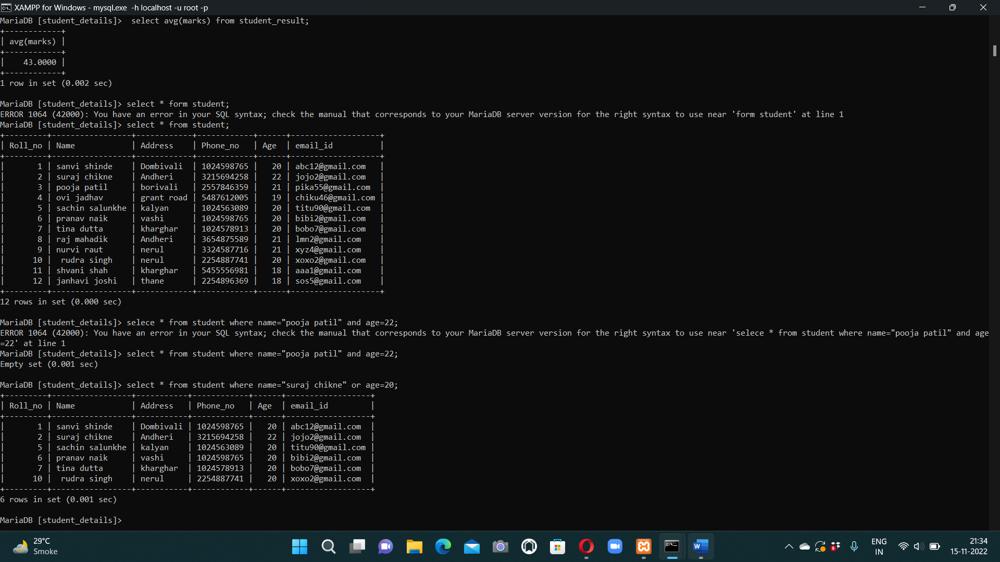 XAMPP for Windows - mysql.exe -h localhost -u root -p
MariaDB [student_details]>  select avg(marks) from student_result;
+------------+
| avg(marks) |
+------------+
|    43.0000 |
+------------+
1 row in set (0.002 sec)
MariaDB [student_details]> select * form student;
ERROR 1064 (42000): You have an error in your SQL syntax; check the manual that corresponds to your MariaDB server version for the right syntax to use near 'form student' at line 1
MariaDB [student_details]> select * from student;
+---------+-----------------+------------+------------+------+-------------------+
| Roll_no | Name            | Address    | Phone_no   | Age  | email_id          |
+---------+-----------------+------------+------------+------+-------------------+
|       1 | sanvi shinde    | Dombivali  | 1024598765 |   20 | abc12@gmail.com   |
|       2 | suraj chikne    | Andheri    | 3215694258 |   22 | jojo2@gmail.com   |
|       3 | pooja patil     | borivali   | 2557846359 |   21 | pika55@gmail.com  |
|       4 | ovi jadhav      | grant road | 5487612005 |   19 | chiku46@gmail.com |
|       5 | sachin salunkhe | kalyan     | 1024563089 |   20 | titu90@gmail.com  |
|       6 | pranav naik     | vashi      | 1024598765 |   20 | bibi2@gmail.com   |
|       7 | tina dutta      | kharghar   | 1024578913 |   20 | bobo7@gmail.com   |
|       8 | raj mahadik     | Andheri    | 3654875589 |   21 | lmn2@gmail.com    |
|       9 | nurvi raut      | nerul      | 3324587716 |   21 | xyz4@gmail.com    |
|      10 |  rudra singh    | nerul      | 2254887741 |   20 | xoxo2@gmail.com   |
|      11 | shvani shah     | kharghar   | 5455556981 |   18 | aaa1@gmail.com    |
|      12 | janhavi joshi   | thane      | 2254896369 |   18 | sos5@gmail.com    |
+---------+-----------------+------------+------------+------+-------------------+
12 rows in set (0.000 sec)
MariaDB [student_details]> selece * from student where name="pooja patil" and age=22;
ERROR 1064 (42000): You have an error in your SQL syntax; check the manual that corresponds to your MariaDB server version for the right syntax to use near 'selece * from student where name="pooja patil" and age
=22' at line 1
MariaDB [student_details]> select * from student where name="pooja patil" and age=22;
Empty set (0.001 sec)
MariaDB [student_details]> select * from student where name="suraj chikne" or age=20;
+---------+-----------------+-----------+------------+------+------------------+
| Roll_no | Name            | Address   | Phone_no   | Age  | email_id         |
+---------+-----------------+-----------+------------+------+------------------+
|       1 | sanvi shinde    | Dombivali | 1024598765 |   20 | abc12@gmail.com  |
|       2 | suraj chikne    | Andheri   | 3215694258 |   22 | jojo2@gmail.com  |
|       5 | sachin salunkhe | kalyan    | 1024563089 |   20 | titu90@gmail.com |
|       6 | pranav naik     | vashi     | 1024598765 |   20 | bibi2@gmail.com  |
|       7 | tina dutta      | kharghar  | 1024578913 |   20 | bobo7@gmail.com  |
|      10 |  rudra singh    | nerul     | 2254887741 |   20 | xoxo2@gmail.com  |
+---------+-----------------+-----------+------------+------+------------------+
6 rows in set (0.001 sec)
MariaDB [student_details]>
29°C
Smoke
W
6
ENG
IN
21:34
15-11-2022